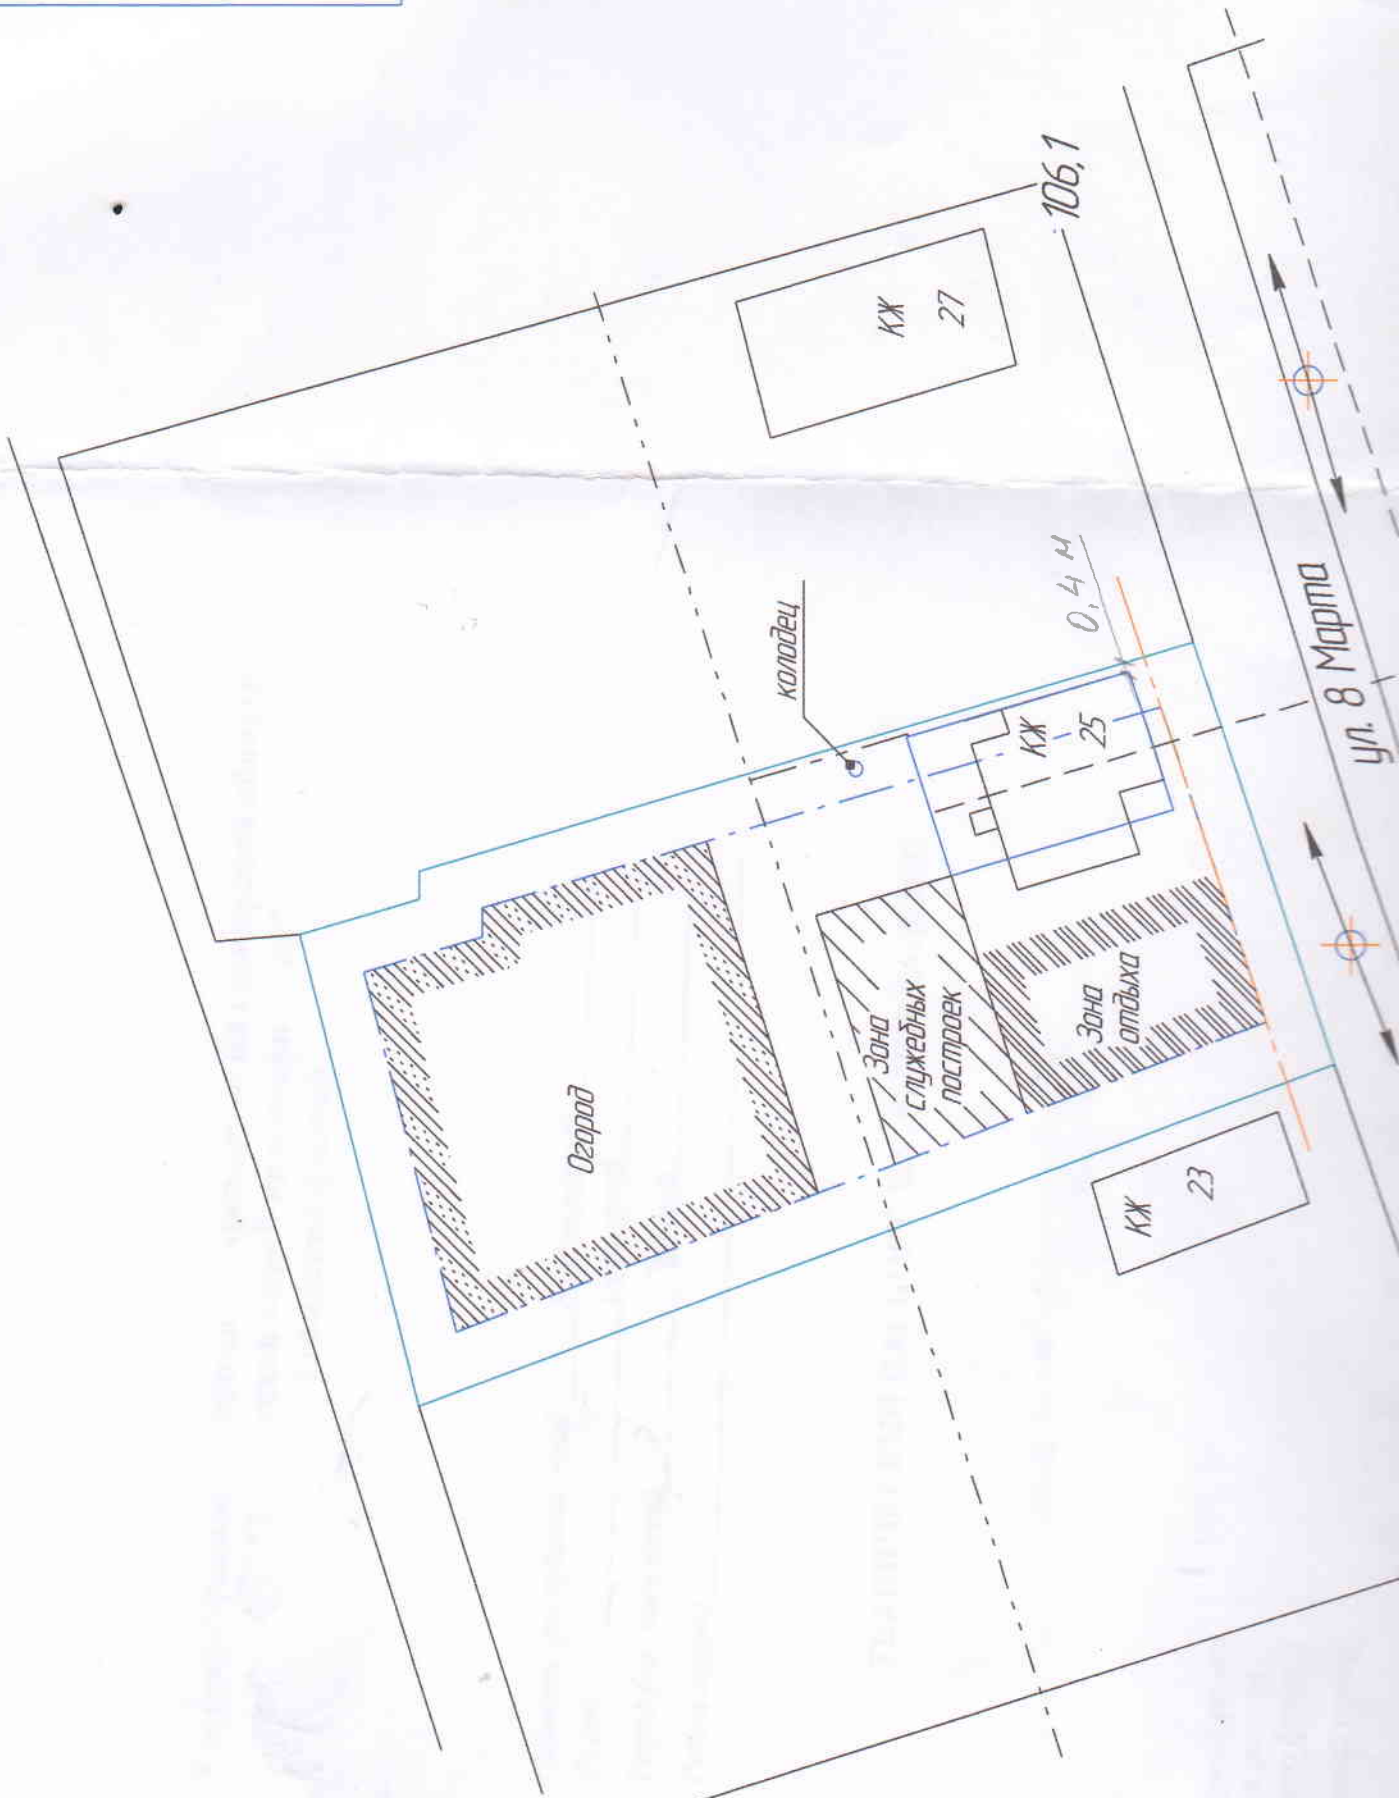 106,1
КЖ
27
колодец
0,4 м
КЖ
25
ул. 8 Марта
Огород
Зона
служебных
построек
Зона
отдыха
КЖ
23